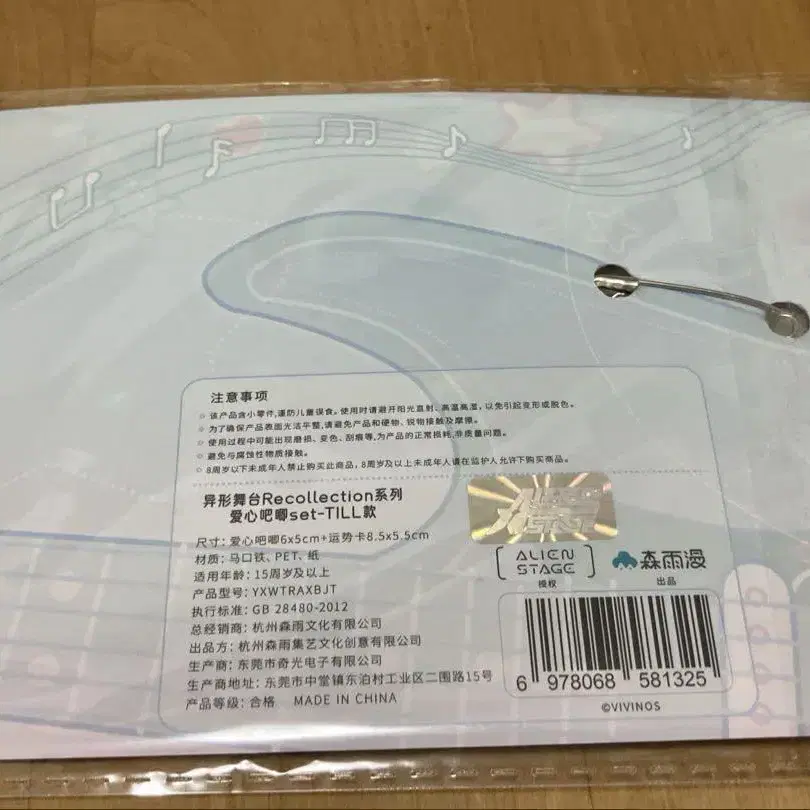 注意事项
○ 该产品含小零件,谨防儿童误食。使用时请避开阳光直射、高温高湿，以免引起变形或脱色。
○ 为了确保产品表面光洁平整,请避免产品和硬物、锐物接触及摩擦。
○ 使用过程中可能出现磨损、变色、刮痕等,为产品的正常损耗,非质量问题。
○ 避免与腐蚀性物质接触。
○ 8周岁以下未成年人禁止购买此商品，8周岁及以上未成年人请在监护人允许下购买商品。
异形舞台Recollection系列
爱心吧唧set-TILL款
尺寸: 爱心吧唧6x5cm+运势卡8.5x5.5cm
材质: 马口铁、PET、纸
适用年龄: 15周岁及以上
产品型号: YXWTRAXBJT
执行标准: GB 28480-2012
总经销商: 杭州森雨文化有限公司
出品方: 杭州森雨集艺文化创意有限公司
生产商: 东莞市奇光电子有限公司
生产商地址: 东莞市中堂镇东泊村工业区二围路15号
产品等级: 合格 MADE IN CHINA
ALIEN STAGE
ALIEN
STAGE
授权
森雨漫
出品
6 978068 581325
©VIVINOS